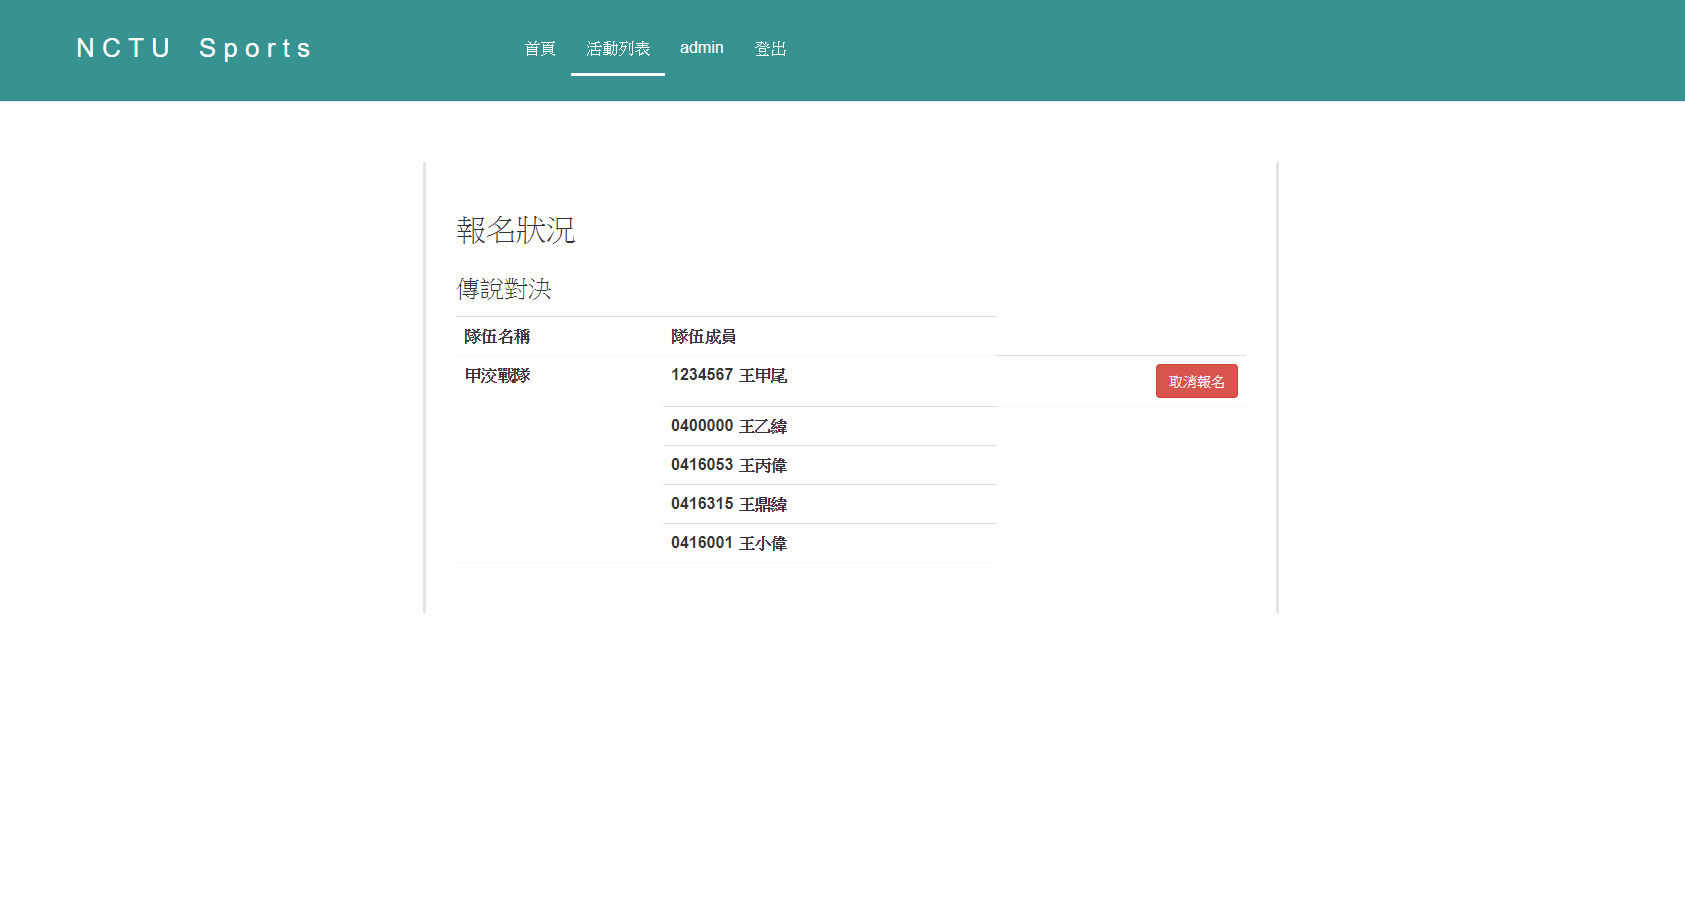 NCTU Sports 首頁 活動列表 admin 登出
報名狀況
傳說對決
隊伍名稱 隊伍成員
甲洨戰隊 1234567 王甲尾 取消報名
0400000 王乙緯
0416053 王丙偉
0416315 王鼎緯
0416001 王小偉